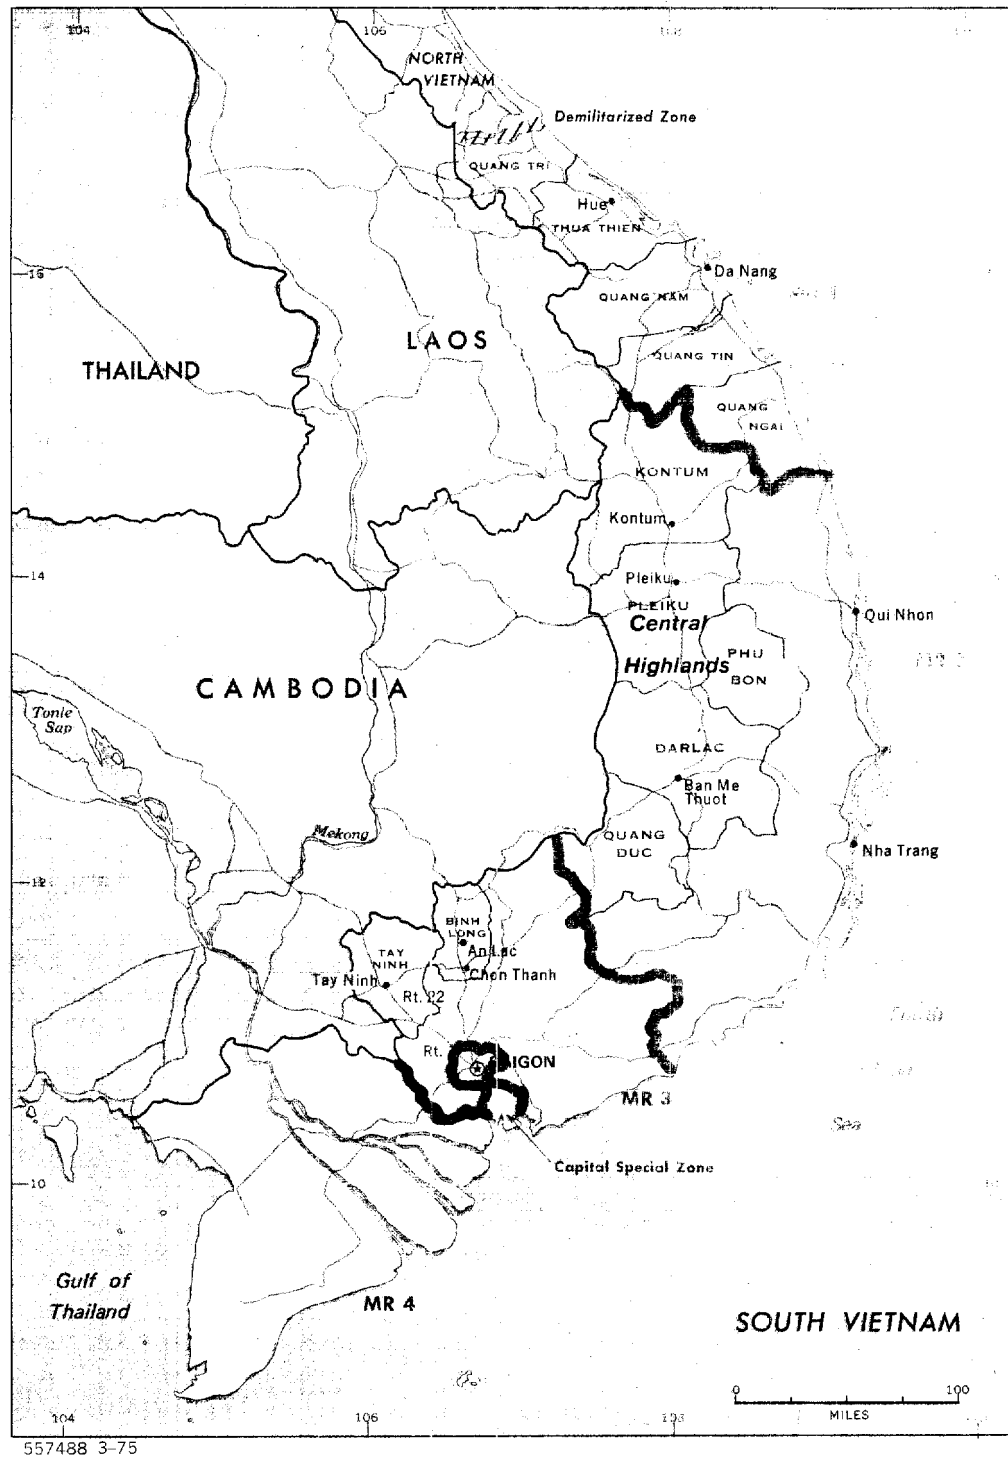 104
106
NORTH
VIETNAM
Demilitarized Zone
QUANG TRI
Hue
THUA THIEN
16
Da Nang
QUANG NAM
LAOS
QUANG TIN
THAILAND
QUANG
NGAI
KONTUM
Kontum
14
Pleiku
PLEIKU
Qui Nhon
Central
Highlands
PHU
BON
CAMBODIA
Tonle
Sap
DARLAC
Ban Me
Thuot
Mekong
QUANG
DUC
Nha Trang
12
BINH
LONG
An Lac
TAY
NINH
Chon Thanh
Tay Ninh
Rt. 22
Rt.
IGON
MR 3
Sea
Capital Special Zone
10
Gulf of
Thailand
MR 4
SOUTH VIETNAM
0 100
MILES
104
106
557488 3-75